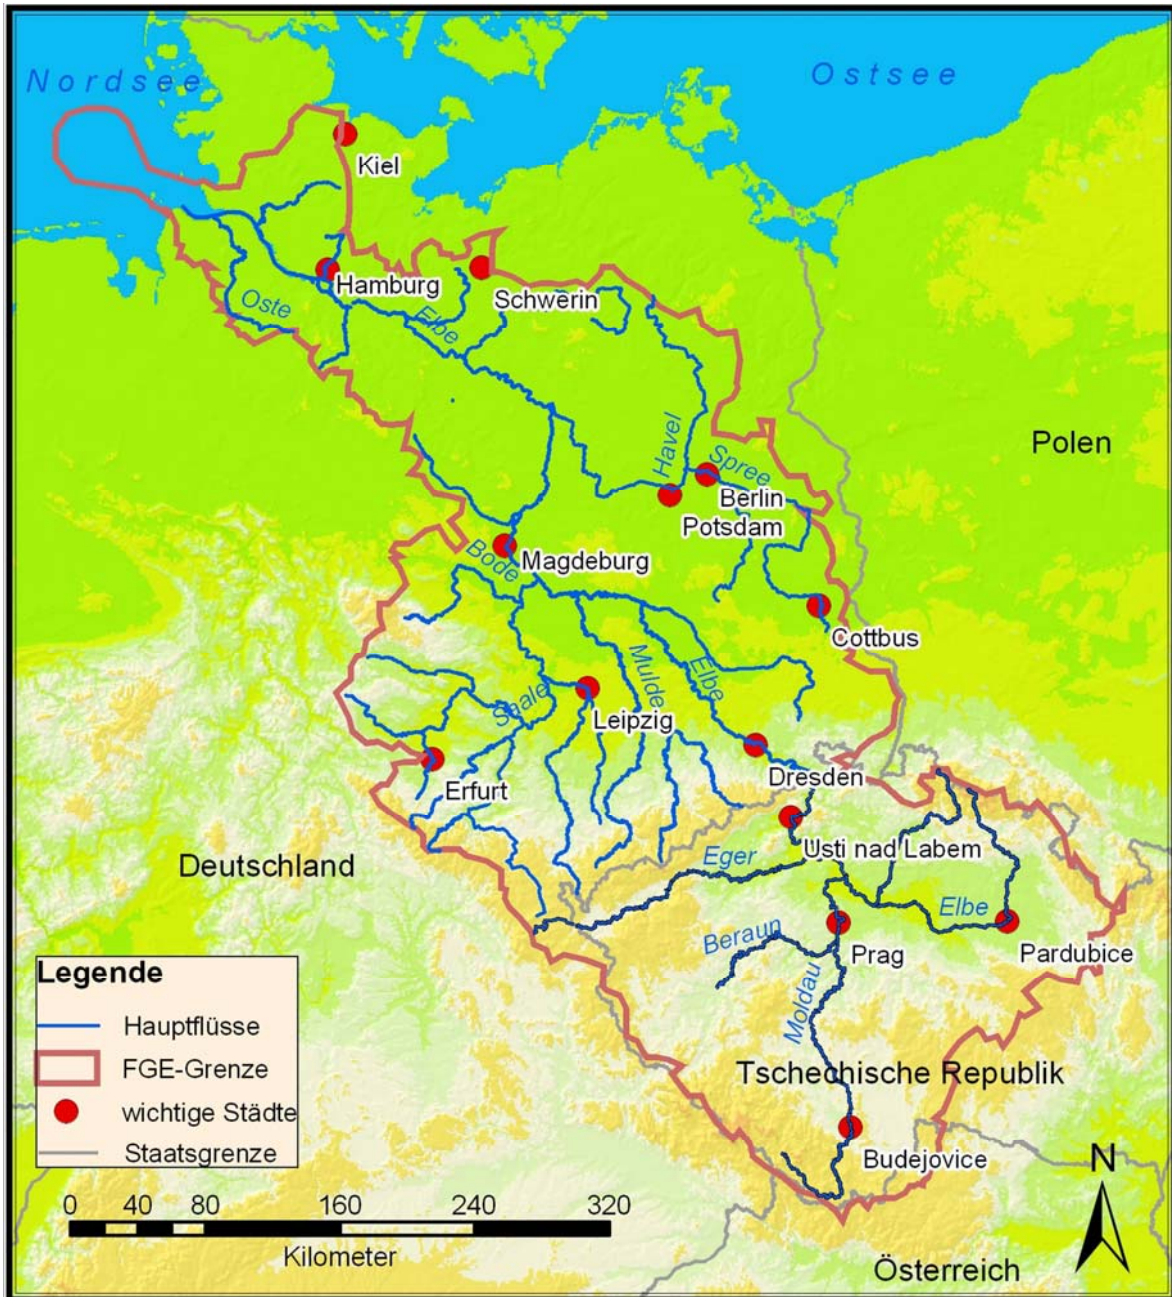 Nordsee
Ostsee
Kiel
Hamburg
Schwerin
Oste
Elbe
Polen
Havel
Spree
Berlin
Potsdam
Bode
Magdeburg
Cottbus
Mulde
Elbe
Saale
Leipzig
Dresden
Erfurt
Usti nad Labem
Deutschland
Eger
Elbe
Beraun
Prag
Pardubice
Moldau
Tschechische Republik
Budejovice
Österreich
Legende
Hauptflüsse
FGE-Grenze
wichtige Städte
Staatsgrenze
0 40 80 160 240 320
Kilometer
N